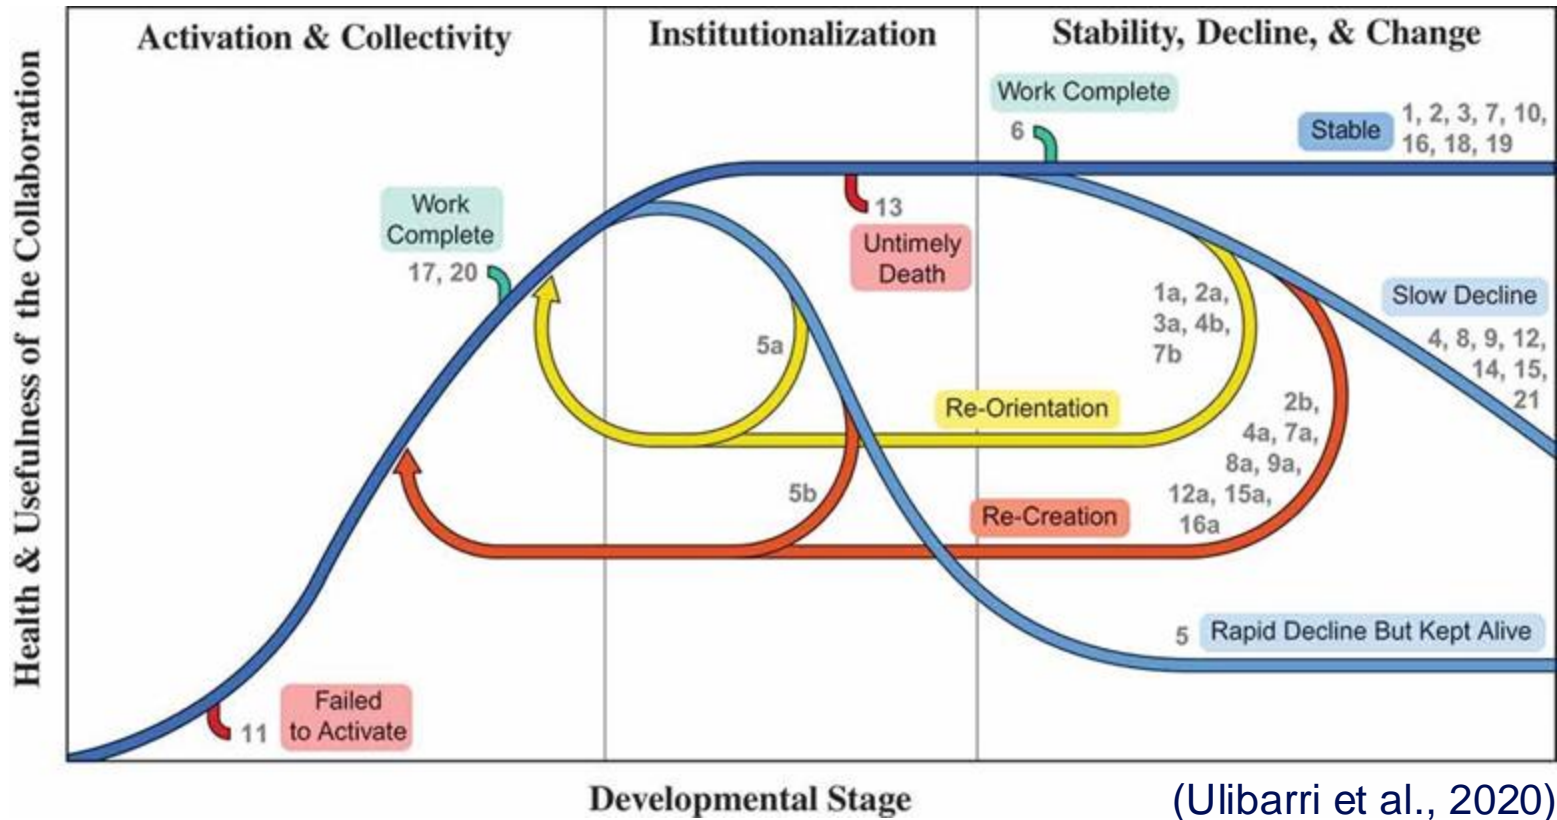 Activation & Collectivity
Institutionalization
Stability, Decline, & Change
Health & Usefulness of the Collaboration
Work Complete
6
Stable
1, 2, 3, 7, 10,
16, 18, 19
Work
Complete
17, 20
13
Untimely
Death
1a, 2a,
3a, 4b,
7b
Slow Decline
4, 8, 9, 12,
14, 15,
21
5a
Re-Orientation
2b,
4a, 7a,
8a, 9a,
12a, 15a,
16a
5b
Re-Creation
5
Rapid Decline But Kept Alive
Failed
to Activate
11
Developmental Stage
(Ulibarri et al., 2020)